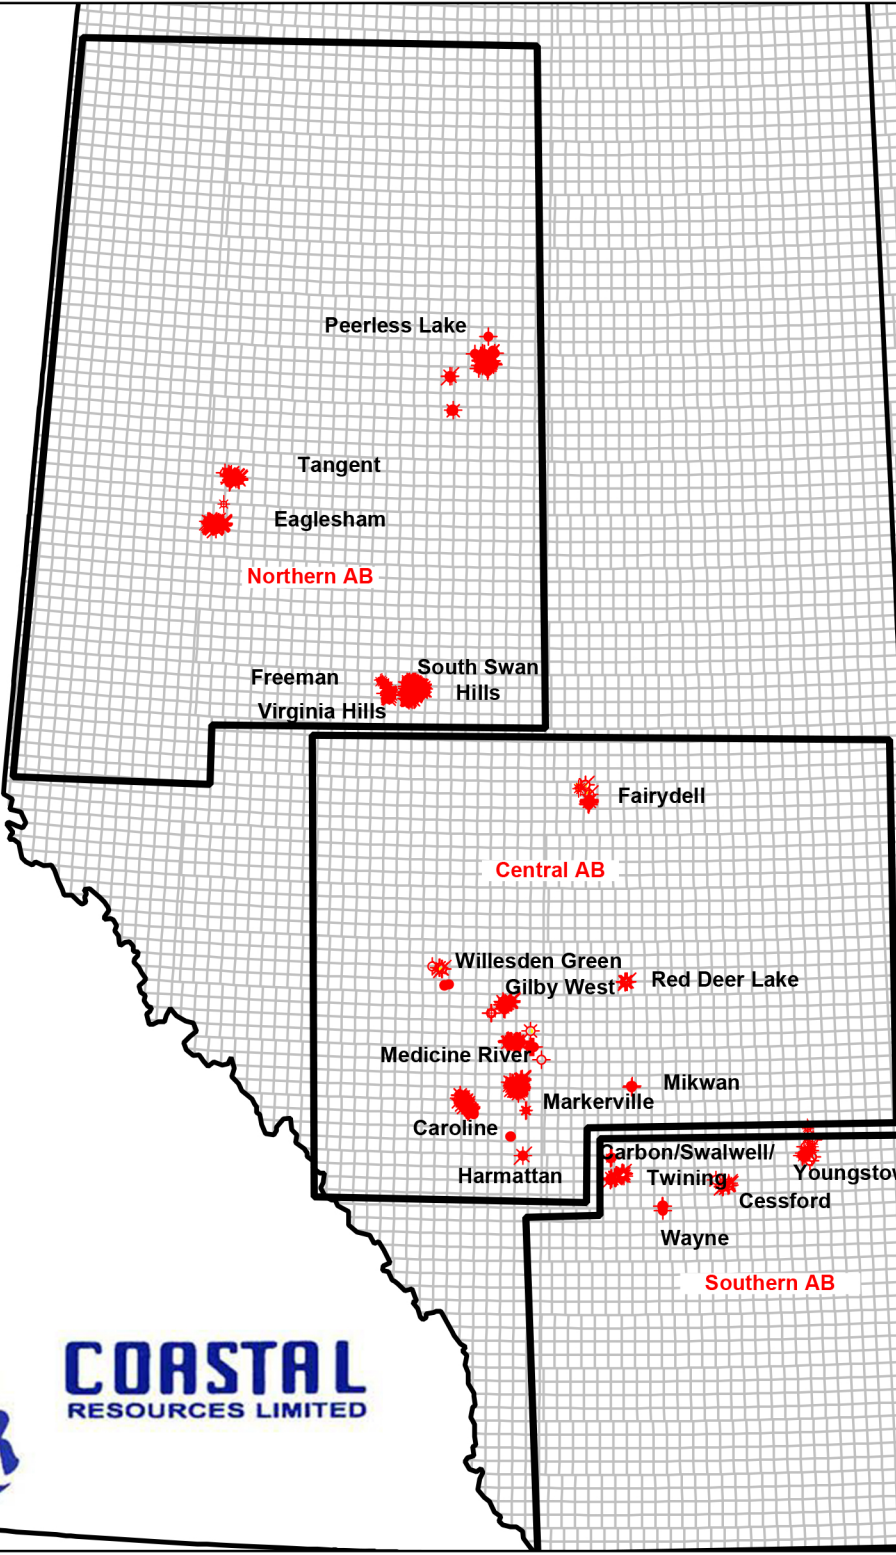 Peerless Lake
Tangent
Eaglesham
Northern AB
South Swan
Hills
Freeman
Virginia Hills
Fairydell
Central AB
Willesden Green
Gilby West
Red Deer Lake
Medicine River
Mikwan
Markerville
Caroline
Carbon/Swalwell/
Twining
Harmattan
Youngstow
Cessford
Wayne
Southern AB
COASTAL
RESOURCES LIMITED